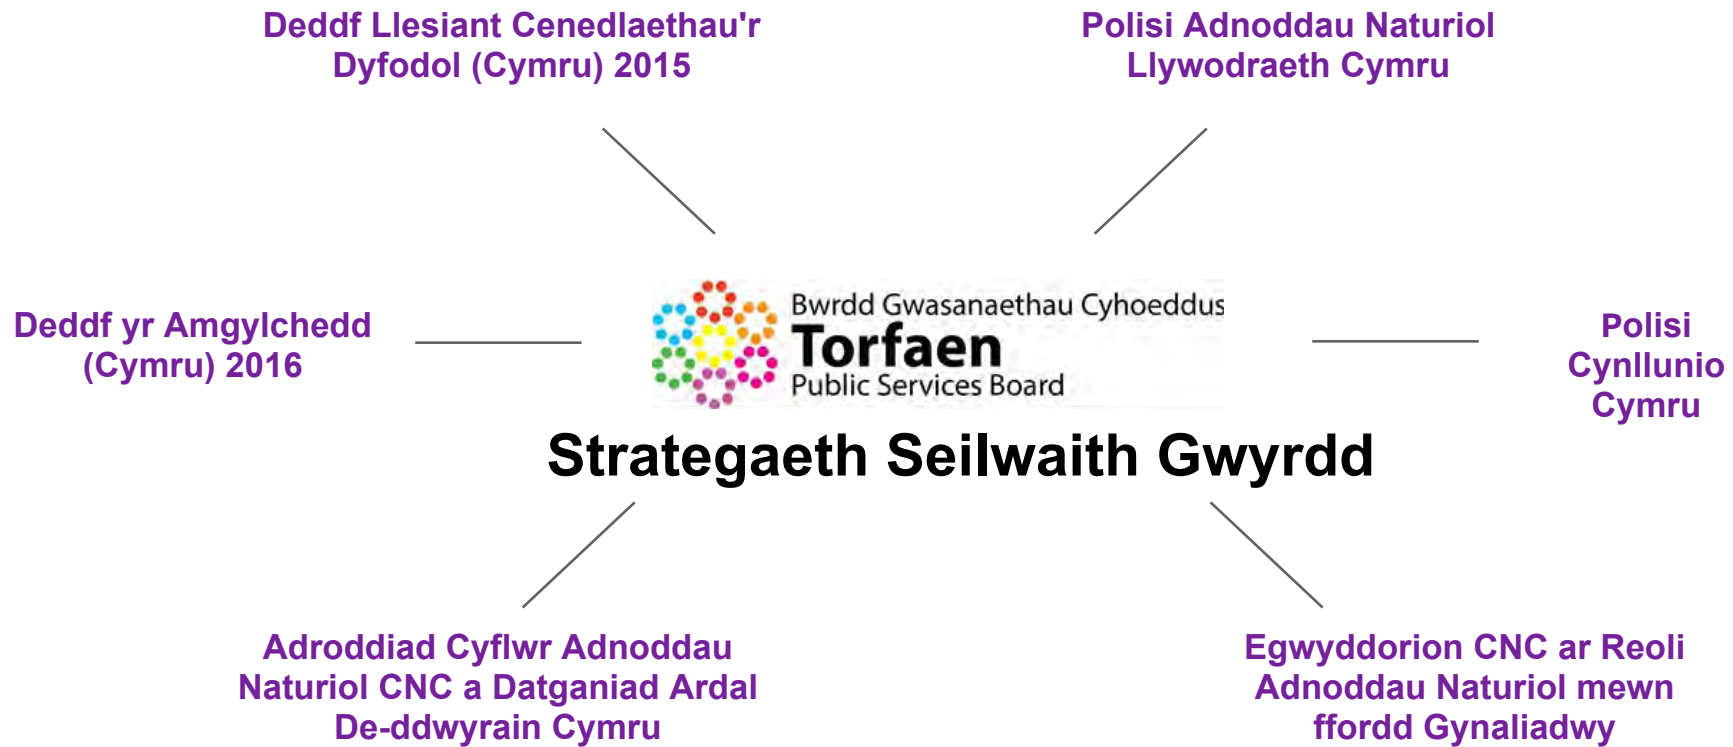 Deddf Llesiant Cenedlaethau'r
Dyfodol (Cymru) 2015
Polisi Adnoddau Naturiol
Llywodraeth Cymru
Deddf yr Amgylchedd
(Cymru) 2016
Bwrdd Gwasanaethau Cyhoeddus
Torfaen
Public Services Board
Polisi
Cynllunio
Cymru
Strategaeth Seilwaith Gwyrdd
Adroddiad Cyflwr Adnoddau
Naturiol CNC a Datganiad Ardal
De-ddwyrain Cymru
Egwyddorion CNC ar Reoli
Adnoddau Naturiol mewn
ffordd Gynaliadwy